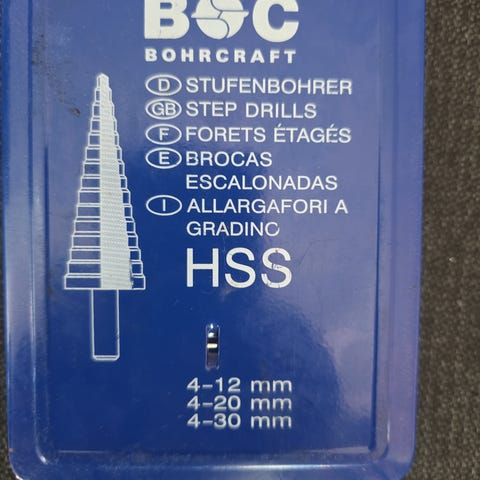 BOC
BOHRCRAFT
D STUFENBOHRER
GB STEP DRILLS
F FORETS ÉTAGÉS
E BROCAS
ESCALONADAS
I ALLARGAFORI A
GRADINO
HSS
4-12 mm
4-20 mm
4-30 mm